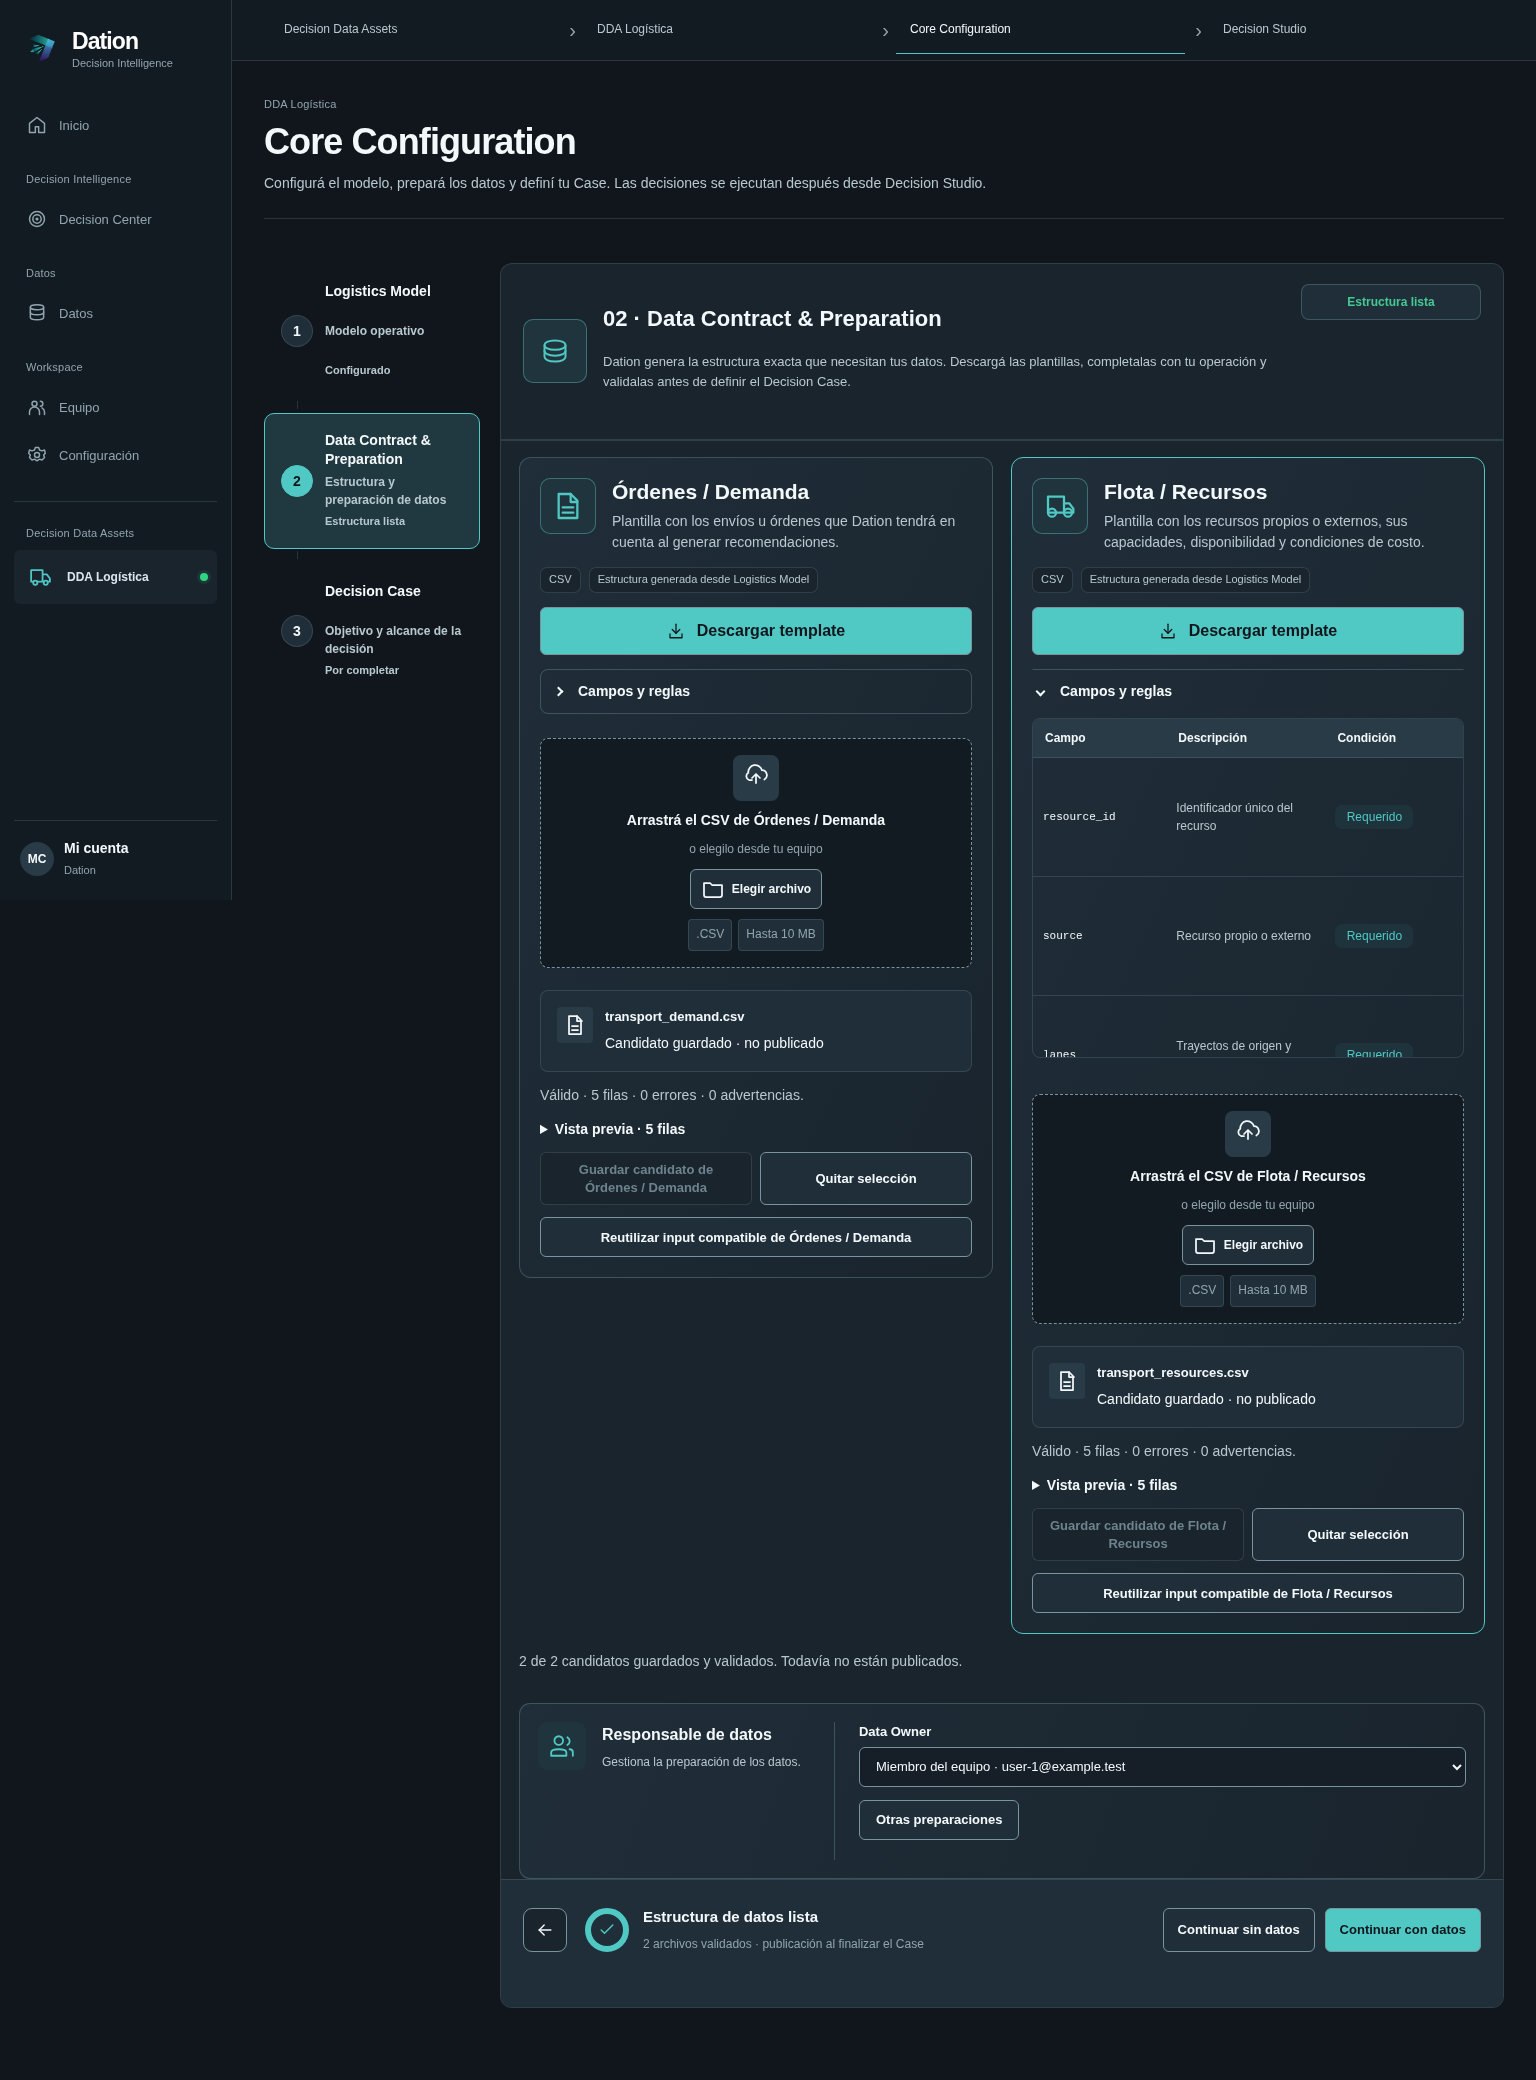 Dation
Decision Intelligence
Inicio
Decision Intelligence
Decision Center
Datos
Datos
Workspace
Equipo
Configuración
Decision Data Assets
DDA Logística
MC
Mi cuenta
Dation
Decision Data Assets
DDA Logística
Core Configuration
Decision Studio
DDA Logística
Core Configuration
Configurá el modelo, prepará los datos y definí tu Case. Las decisiones se ejecutan después desde Decision Studio.
Logistics Model
1
Modelo operativo
Configurado
Data Contract &
Preparation
2
Estructura y
preparación de datos
Estructura lista
Decision Case
3
Objetivo y alcance de la
decisión
Por completar
02 · Data Contract & Preparation
Dation genera la estructura exacta que necesitan tus datos. Descargá las plantillas, completalas con tu operación y
validalas antes de definir el Decision Case.
Estructura lista
Órdenes / Demanda
Plantilla con los envíos u órdenes que Dation tendrá en
cuenta al generar recomendaciones.
CSV
Estructura generada desde Logistics Model
Descargar template
Campos y reglas
Arrastrá el CSV de Órdenes / Demanda
o elegilo desde tu equipo
Elegir archivo
.CSV
Hasta 10 MB
transport_demand.csv
Candidato guardado · no publicado
Válido · 5 filas · 0 errores · 0 advertencias.
Vista previa · 5 filas
Guardar candidato de
Órdenes / Demanda
Quitar selección
Reutilizar input compatible de Órdenes / Demanda
Flota / Recursos
Plantilla con los recursos propios o externos, sus
capacidades, disponibilidad y condiciones de costo.
CSV
Estructura generada desde Logistics Model
Descargar template
Campos y reglas
Campo
Descripción
Condición
resource_id
Identificador único del
recurso
Requerido
source
Recurso propio o externo
Requerido
lanes
Trayectos de origen y
Requerido
Arrastrá el CSV de Flota / Recursos
o elegilo desde tu equipo
Elegir archivo
.CSV
Hasta 10 MB
transport_resources.csv
Candidato guardado · no publicado
Válido · 5 filas · 0 errores · 0 advertencias.
Vista previa · 5 filas
Guardar candidato de Flota /
Recursos
Quitar selección
Reutilizar input compatible de Flota / Recursos
2 de 2 candidatos guardados y validados. Todavía no están publicados.
Responsable de datos
Gestiona la preparación de los datos.
Data Owner
Miembro del equipo · user-1@example.test
Otras preparaciones
Estructura de datos lista
2 archivos validados · publicación al finalizar el Case
Continuar sin datos
Continuar con datos